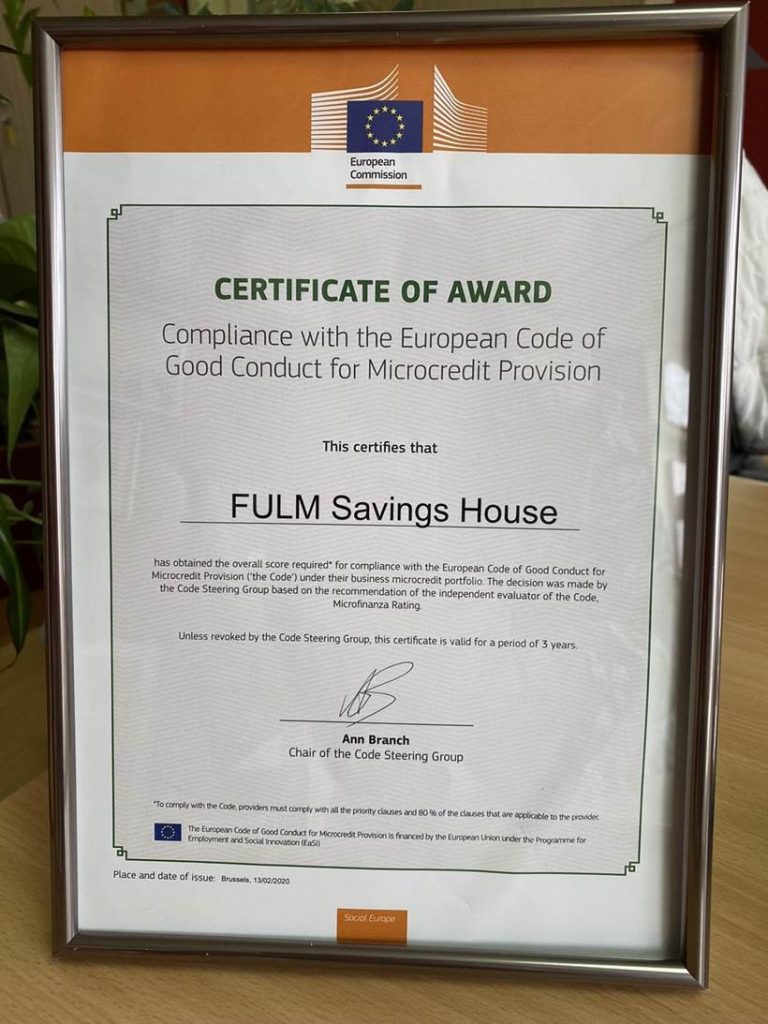 European
Commission
CERTIFICATE OF AWARD
Compliance with the European Code of
Good Conduct for Microcredit Provision
This certifies that
FULM Savings House
has obtained the overall score required* for compliance with the European Code of Good Conduct for
Microcredit Provision ('the Code') under their business microcredit portfolio. The decision was made by
the Code Steering Group based on the recommendation of the independent evaluator of the Code,
Microfinanza Rating.
Unless revoked by the Code Steering Group, this certificate is valid for a period of 3 years.
Ann Branch
Chair of the Code Steering Group
*To comply with the Code, providers must comply with all the priority clauses and 80 % of the clauses that are applicable to the provider.
The European Code of Good Conduct for Microcredit Provision is financed by the European Union under the Programme for
Employment and Social Innovation (EaSI)
Place and date of issue: Brussels, 13/02/2020
Social Europe